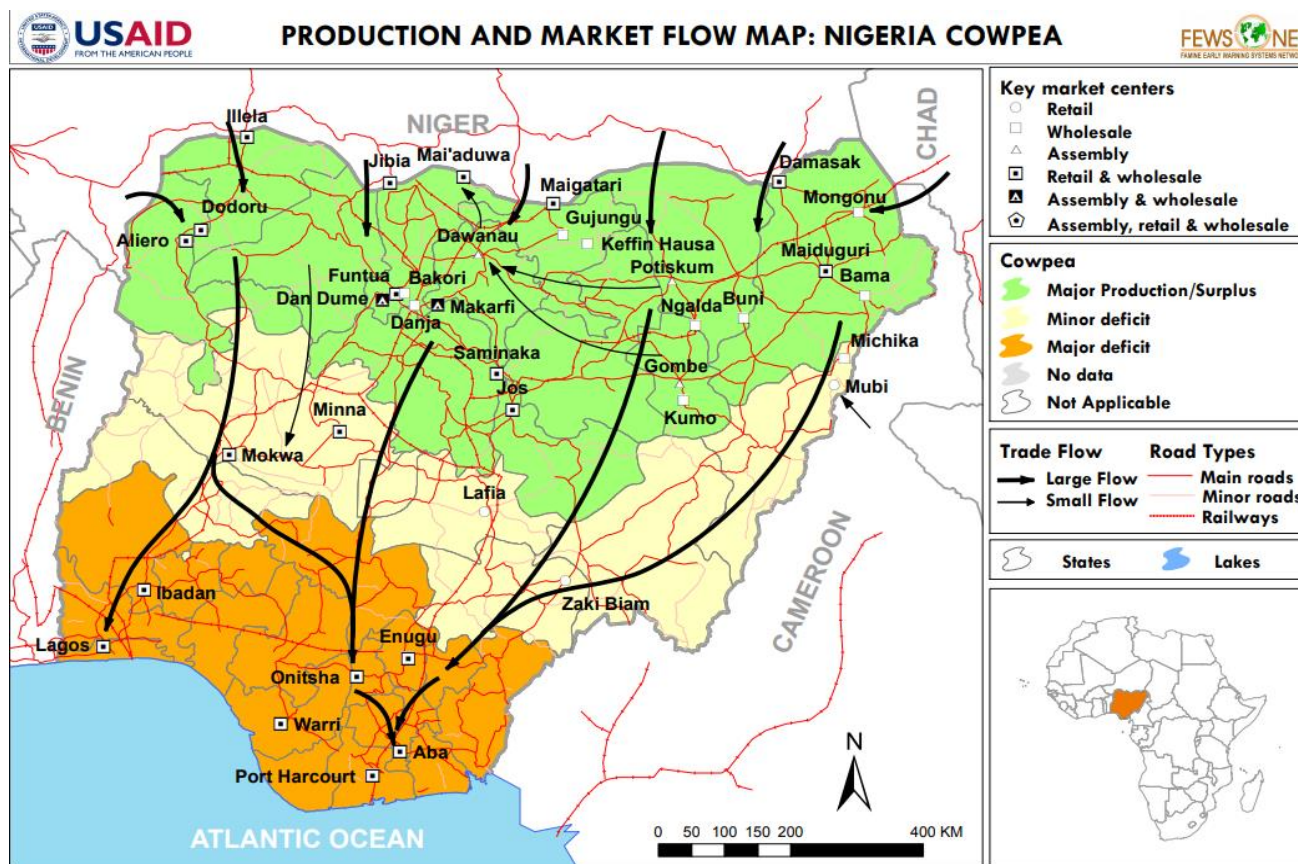 USAID
FROM THE AMERICAN PEOPLE
PRODUCTION AND MARKET FLOW MAP: NIGERIA COWPEA
FEWS NE
FAMINE EARLY WARNING SYSTEMS NETWORK
NIGER
CHAD
BENIN
CAMEROON
ATLANTIC OCEAN
Illela
Jibia
Mai'aduwa
Maigatari
Damasak
Mongonu
Dodoru
Aliero
Dawanau
Gujungu
Keffin Hausa
Potiskum
Maiduguri
Bama
Funtua
Bakori
Dan Dume
Danja
Makarfi
Ngalda
Buni
Michika
Saminaka
Jos
Gombe
Kumo
Mubi
Minna
Mokwa
Lafia
Zaki Biam
Ibadan
Lagos
Enugu
Onitsha
Warri
Aba
Port Harcourt
N
0 50 100 150 200 400 KM
Key market centers
Retail
Wholesale
Assembly
Retail & wholesale
Assembly & wholesale
Assembly, retail & wholesale
Cowpea
Major Production/Surplus
Minor deficit
Major deficit
No data
Not Applicable
Trade Flow
Large Flow
Small Flow
Road Types
Main roads
Minor roads
Railways
States
Lakes